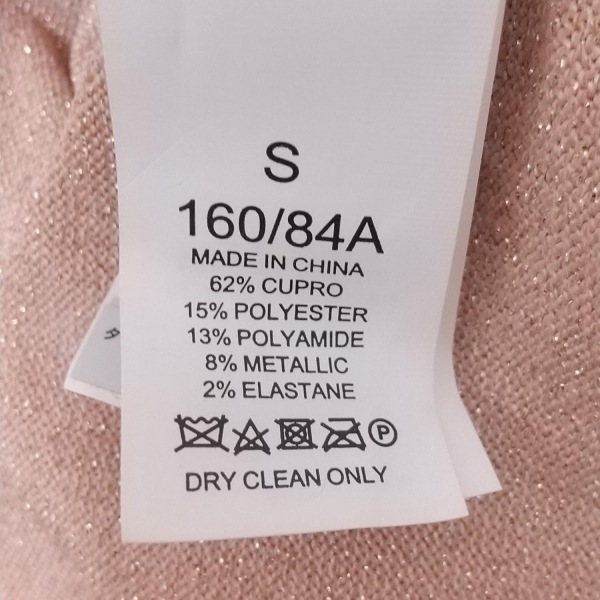 S
160/84A
MADE IN CHINA
62% CUPRO
15% POLYESTER
13% POLYAMIDE
8% METALLIC
2% ELASTANE
P
DRY CLEAN ONLY